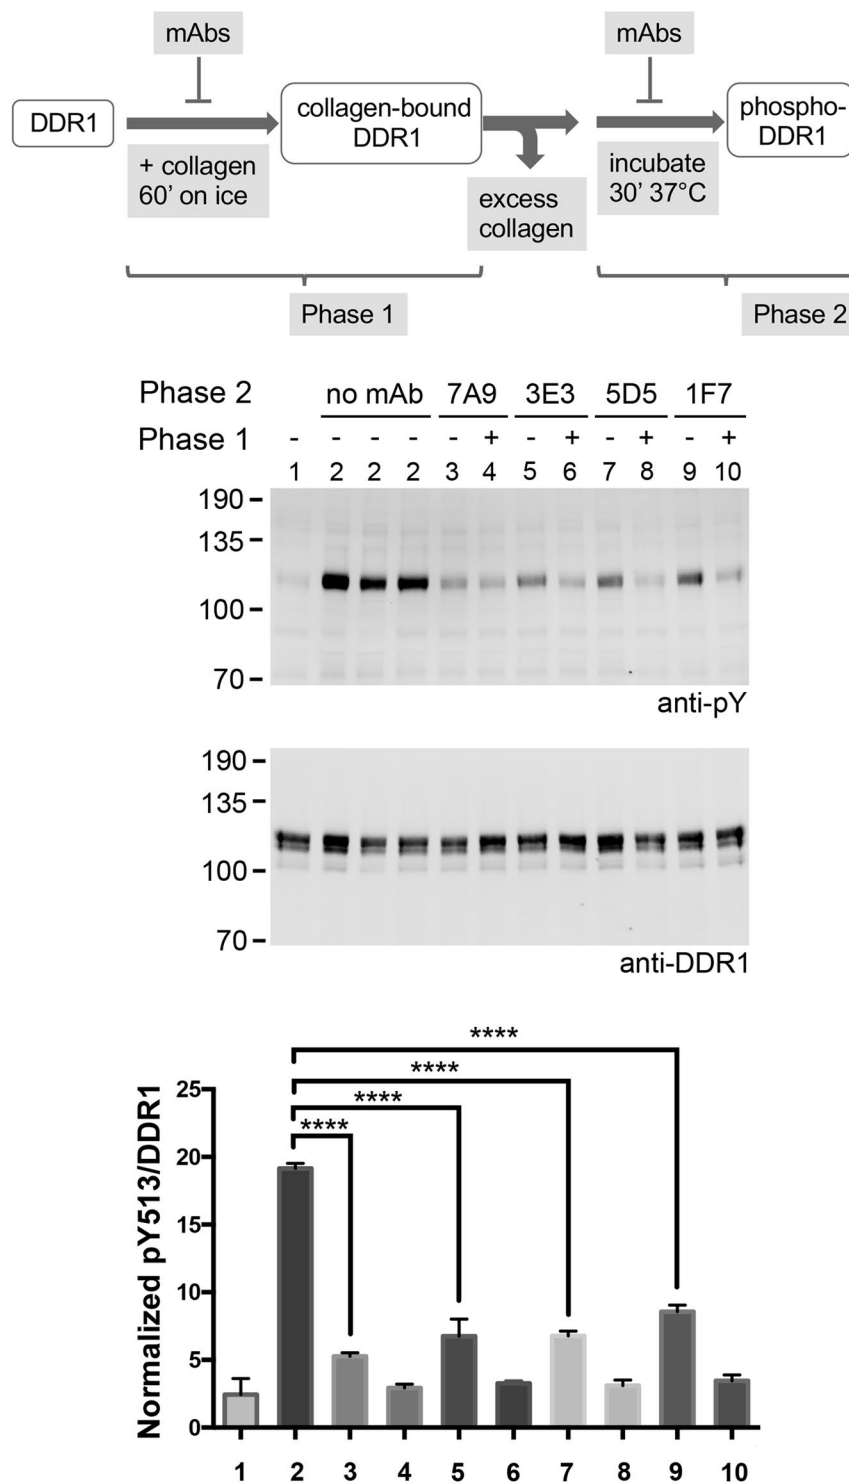 mAbs mAbs
DDR1 collagen-bound DDR1 phospho-DDR1
+ collagen
60’ on ice
incubate
30’ 37°C
excess
collagen
Phase 1 Phase 2
Phase 2 no mAb 7A9 3E3 5D5 1F7
Phase 1 - - - - - + - + - + - +
1 2 2 2 3 4 5 6 7 8 9 10
190
135
100
70
anti-pY
190
135
100
70
anti-DDR1
****
****
****
****
Normalized pY513/DDR1
25
20
15
10
5
0
1 2 3 4 5 6 7 8 9 10